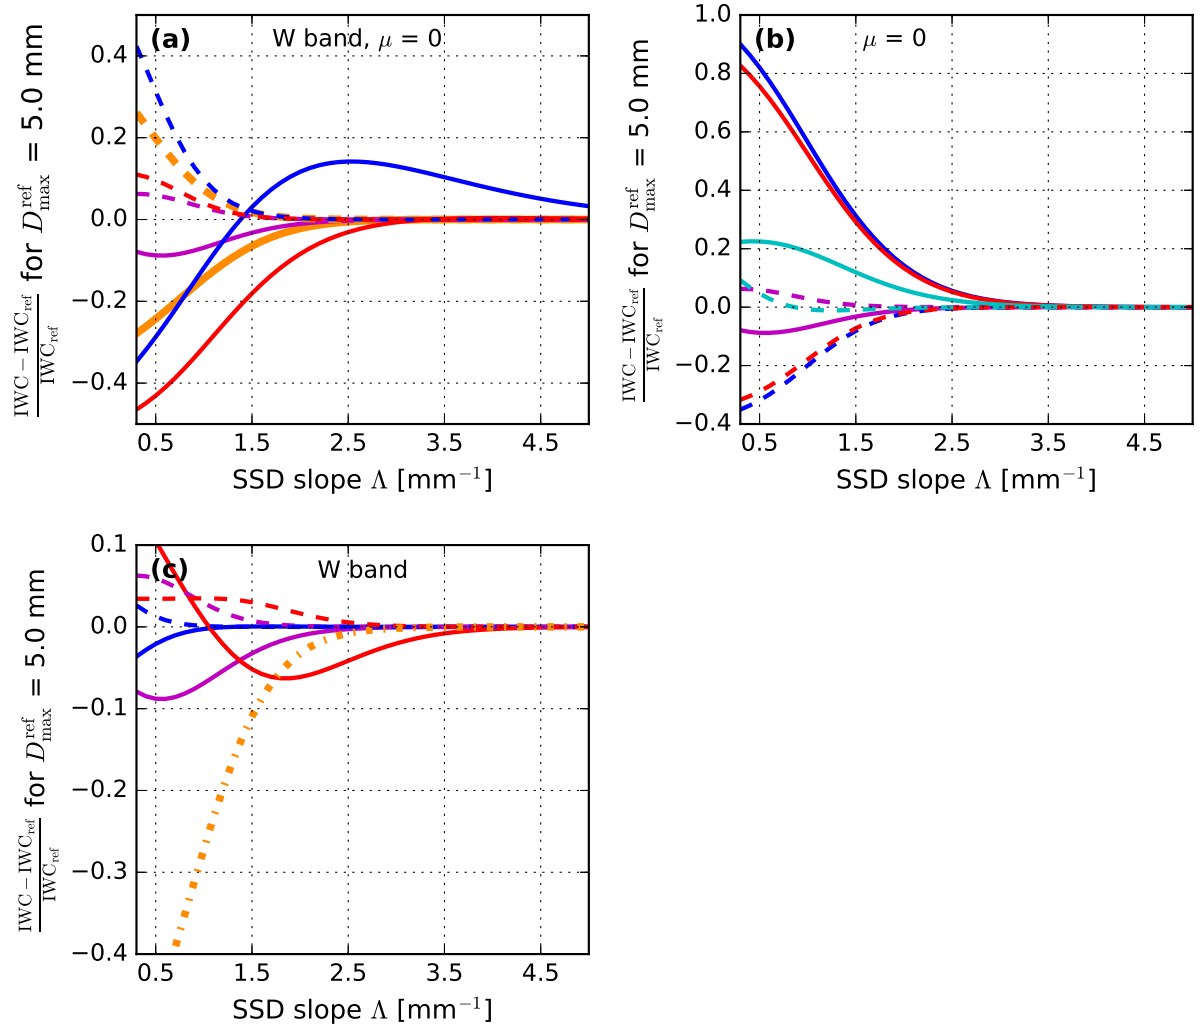 (a)
W band, μ = 0
0.4
0.2
0.0
−0.2
−0.4
0.5 1.5 2.5 3.5 4.5
SSD slope Λ [mm⁻¹]
(IWC − IWC_ref)/IWC_ref for D_max^ref = 5.0 mm
(b)
μ = 0
1.0
0.8
0.6
0.4
0.2
0.0
−0.2
−0.4
0.5 1.5 2.5 3.5 4.5
SSD slope Λ [mm⁻¹]
(IWC − IWC_ref)/IWC_ref for D_max^ref = 5.0 mm
(c)
W band
0.1
0.0
−0.1
−0.2
−0.3
−0.4
0.5 1.5 2.5 3.5 4.5
SSD slope Λ [mm⁻¹]
(IWC − IWC_ref)/IWC_ref for D_max^ref = 5.0 mm